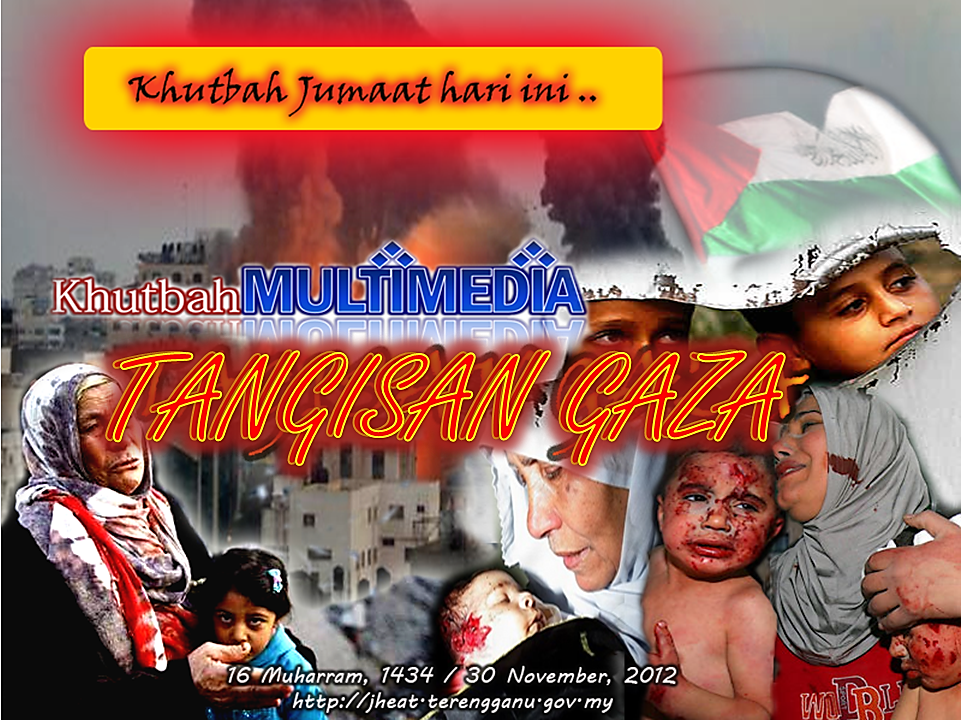 Khutbah Jumaat hari ini ..
Khutbah MULTIMEDIA
TANGISAN GAZA
16 Muharram, 1434 / 30 November, 2012
http://jheat.terengganu.gov.my